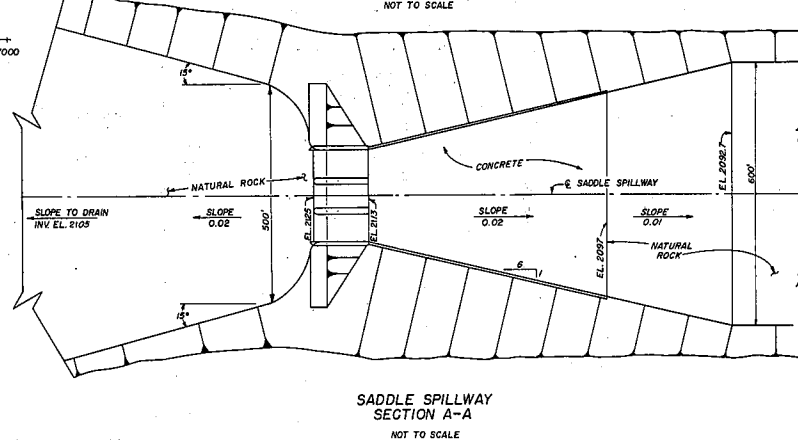 NOT TO SCALE
7000
15°
NATURAL ROCK
CONCRETE
℄ SADDLE SPILLWAY
EL. 2092.7
600'
SLOPE TO DRAIN
INV. EL. 2105
SLOPE
0.02
500'
EL. 2125
EL. 2113
SLOPE
0.02
EL. 2097
SLOPE
0.01
NATURAL
ROCK
6
1
15°
SADDLE SPILLWAY
SECTION A-A
NOT TO SCALE